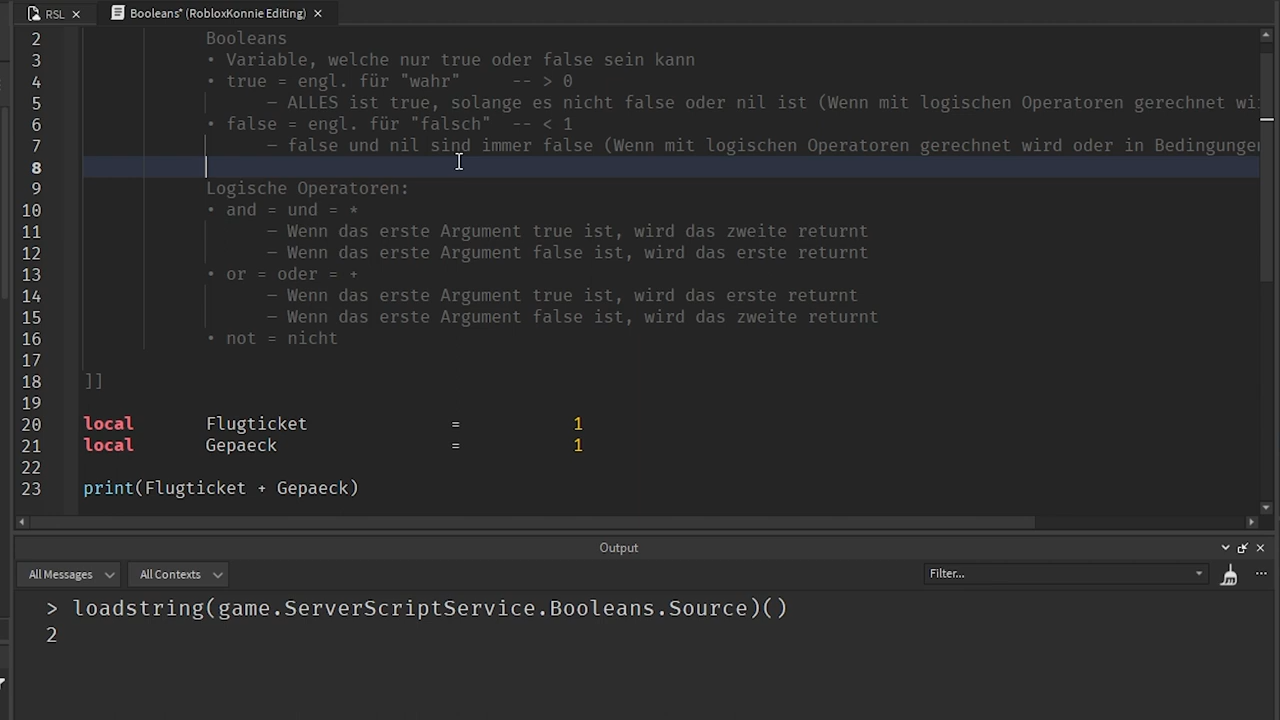 RSL
Booleans* (RobloxKonnie Editing)
2 Booleans
3 • Variable, welche nur true oder false sein kann
4 • true = engl. für "wahr" -- > 0
5 – ALLES ist true, solange es nicht false oder nil ist (Wenn mit logischen Operatoren gerechnet
6 • false = engl. für "falsch" -- < 1
7 – false und nil sind immer false (Wenn mit logischen Operatoren gerechnet wird oder in
8
9 Logische Operatoren:
10 • and = und = *
11 – Wenn das erste Argument true ist, wird das zweite returnt
12 – Wenn das erste Argument false ist, wird das erste returnt
13 • or = oder = +
14 – Wenn das erste Argument true ist, wird das erste returnt
15 – Wenn das erste Argument false ist, wird das zweite returnt
16 • not = nicht
17
18 ]]
19
20 local Flugticket = 1
21 local Gepaeck = 1
22
23 print(Flugticket + Gepaeck)
Output
All Messages All Contexts Filter... ...
> loadstring(game.ServerScriptService.Booleans.Source)()
2